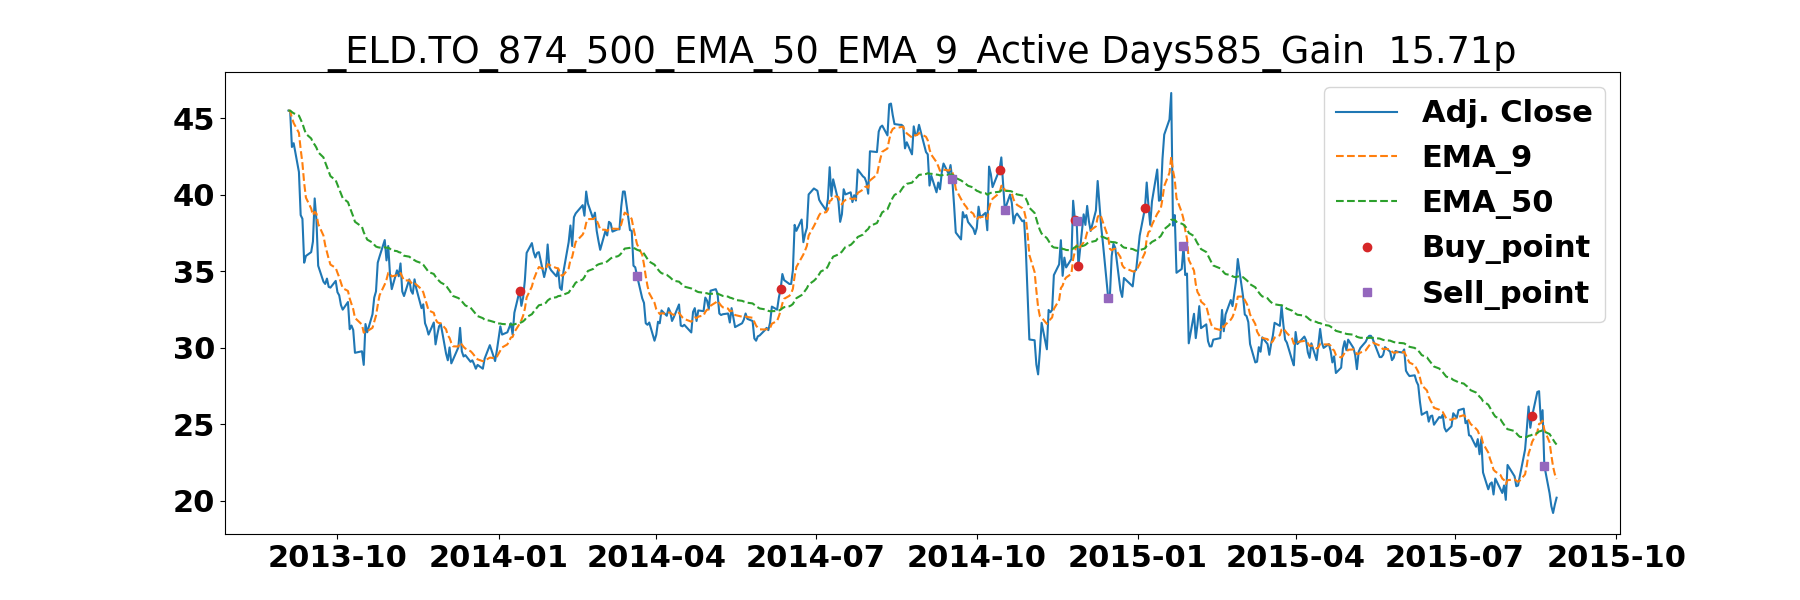 _ELD.TO_874_500_EMA_50_EMA_9_Active Days585_Gain  15.71p
45
40
35
30
25
20
Adj. Close
EMA_9
EMA_50
Buy_point
Sell_point
2013-10 2014-01 2014-04 2014-07 2014-10 2015-01 2015-04 2015-07 2015-10